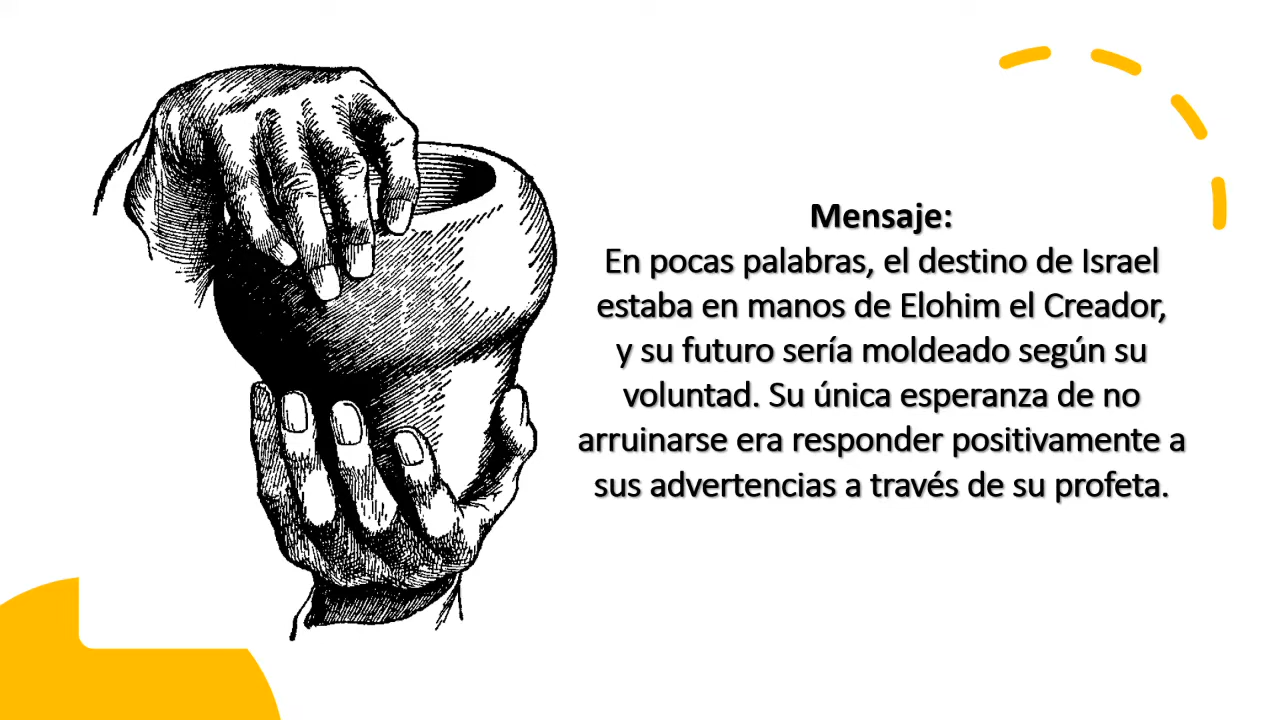 Mensaje:
En pocas palabras, el destino de Israel
estaba en manos de Elohim el Creador,
y su futuro sería moldeado según su
voluntad. Su única esperanza de no
arruinarse era responder positivamente a
sus advertencias a través de su profeta.